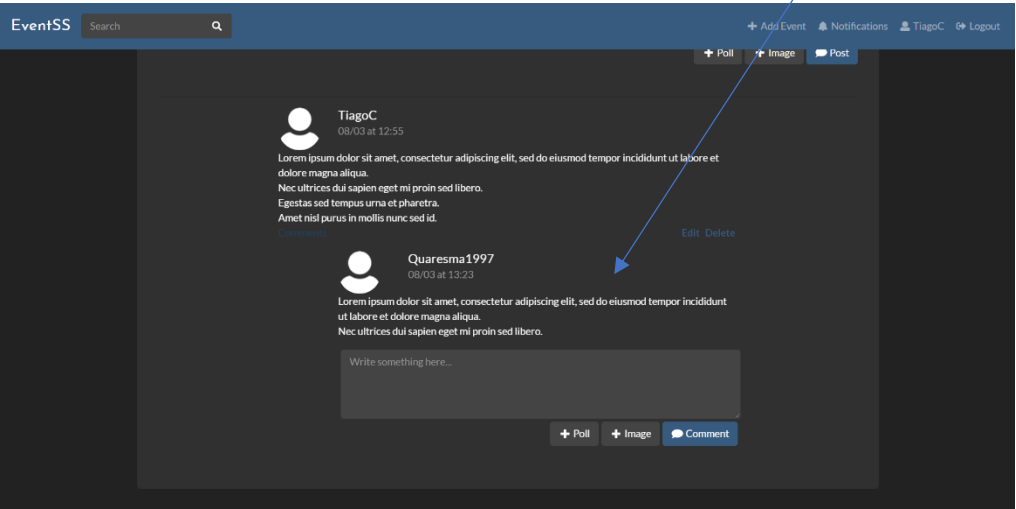 EventSS Search + Add Event Notifications TiagoC Logout
+ Poll + Image Post
TiagoC
08/03 at 12:55
Lorem ipsum dolor sit amet, consectetur adipiscing elit, sed do eiusmod tempor incididunt ut labore et
dolore magna aliqua.
Nec ultrices dui sapien eget mi proin sed libero.
Egestas sed tempus urna et pharetra.
Amet nisl purus in mollis nunc sed id.
Comments Edit Delete
Quaresma1997
08/03 at 13:23
Lorem ipsum dolor sit amet, consectetur adipiscing elit, sed do eiusmod tempor incididunt
ut labore et dolore magna aliqua.
Nec ultrices dui sapien eget mi proin sed libero.
Write something here...
+ Poll + Image Comment